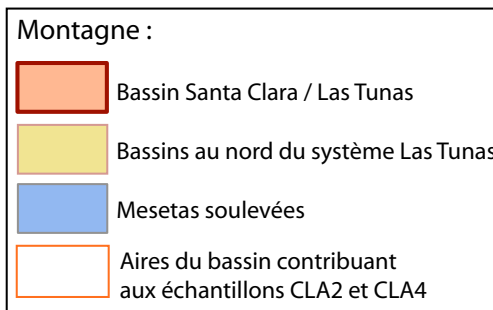 Montagne :
Bassin Santa Clara / Las Tunas
Bassins au nord du système Las Tunas
Mesetas soulevées
Aires du bassin contribuant
aux échantillons CLA2 et CLA4